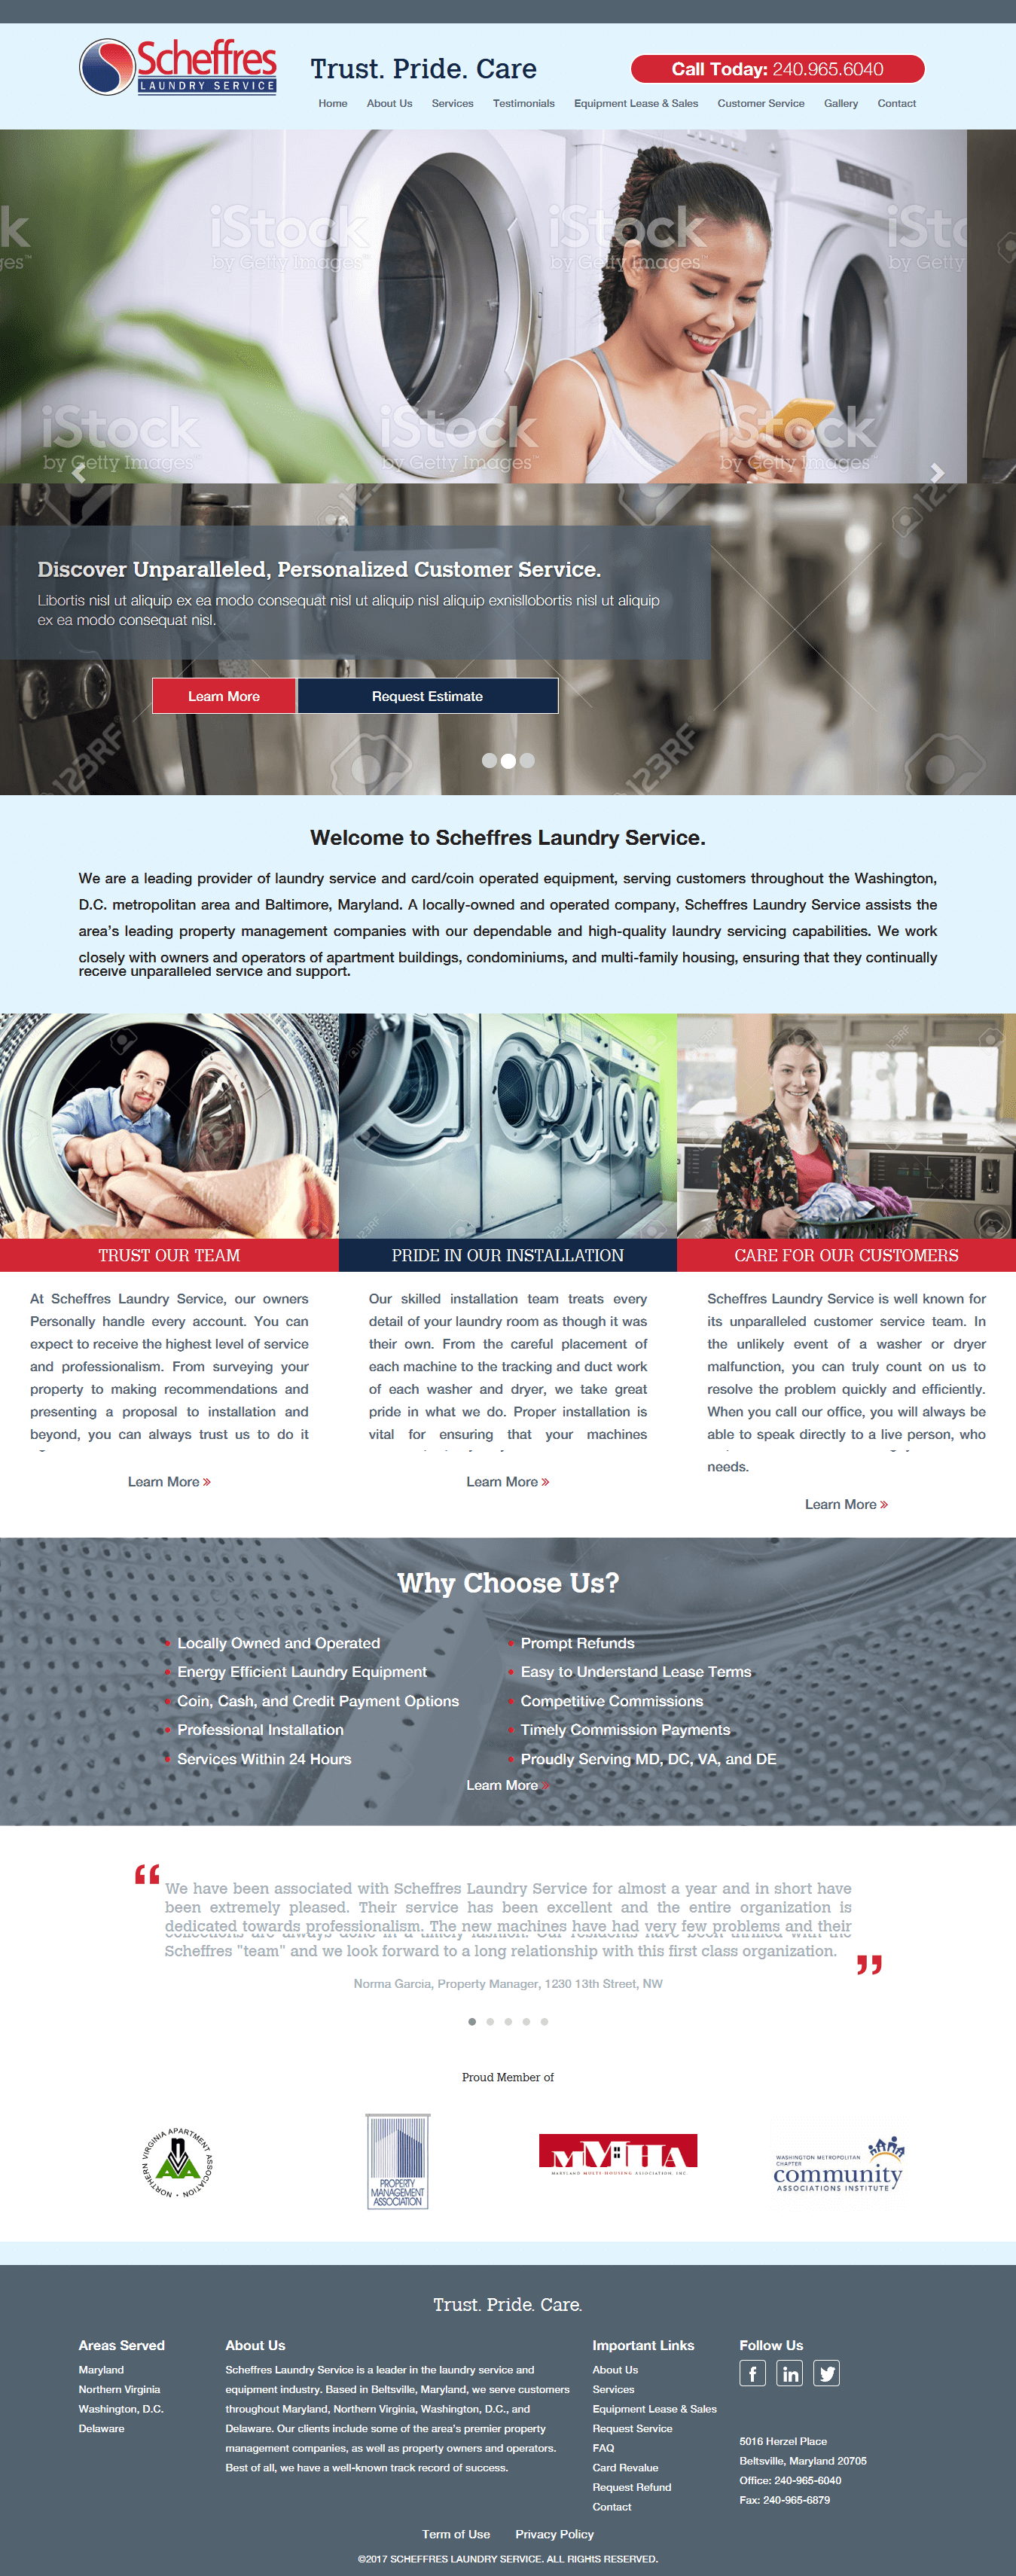 Scheffres
LAUNDRY SERVICE
Trust. Pride. Care
Call Today: 240.965.6040
Home About Us Services Testimonials Equipment Lease & Sales Customer Service Gallery Contact
iStock
by Getty Images™
Discover Unparalleled, Personalized Customer Service.
Libortis nisl ut aliquip ex ea modo consequat nisl ut aliquip nisl aliquip exnisllobortis nisl ut aliquip
ex ea modo consequat nisl.
Learn More Request Estimate
123RF
Welcome to Scheffres Laundry Service.
We are a leading provider of laundry service and card/coin operated equipment, serving customers throughout the Washington,
D.C. metropolitan area and Baltimore, Maryland. A locally-owned and operated company, Scheffres Laundry Service assists the
area's leading property management companies with our dependable and high-quality laundry servicing capabilities. We work
closely with owners and operators of apartment buildings, condominiums, and multi-family housing, ensuring that they continually
receive unparalleled service and support.
TRUST OUR TEAM
At Scheffres Laundry Service, our owners
Personally handle every account. You can
expect to receive the highest level of service
and professionalism. From surveying your
property to making recommendations and
presenting a proposal to installation and
beyond, you can always trust us to do it
Learn More »
PRIDE IN OUR INSTALLATION
Our skilled installation team treats every
detail of your laundry room as though it was
their own. From the careful placement of
each machine to the tracking and duct work
of each washer and dryer, we take great
pride in what we do. Proper installation is
vital for ensuring that your machines
Learn More »
CARE FOR OUR CUSTOMERS
Scheffres Laundry Service is well known for
its unparalleled customer service team. In
the unlikely event of a washer or dryer
malfunction, you can truly count on us to
resolve the problem quickly and efficiently.
When you call our office, you will always be
able to speak directly to a live person, who
needs.
Learn More »
Why Choose Us?
• Locally Owned and Operated
• Energy Efficient Laundry Equipment
• Coin, Cash, and Credit Payment Options
• Professional Installation
• Services Within 24 Hours
• Prompt Refunds
• Easy to Understand Lease Terms
• Competitive Commissions
• Timely Commission Payments
• Proudly Serving MD, DC, VA, and DE
Learn More »
“We have been associated with Scheffres Laundry Service for almost a year and in short have
been extremely pleased. Their service has been excellent and the entire organization is
dedicated towards professionalism. The new machines have had very few problems and their
collections are always done in a timely fashion. Our residents have been thrilled with the
Scheffres "team" and we look forward to a long relationship with this first class organization.”
Norma Garcia, Property Manager, 1230 13th Street, NW
Proud Member of
NORTHERN VIRGINIA APARTMENT ASSOCIATION
PROPERTY
MANAGEMENT
ASSOCIATION
MMHA
MARYLAND MULTI-HOUSING ASSOCIATION, INC.
WASHINGTON METROPOLITAN
CHAPTER
community
ASSOCIATIONS INSTITUTE
Trust. Pride. Care.
Areas Served
Maryland
Northern Virginia
Washington, D.C.
Delaware
About Us
Scheffres Laundry Service is a leader in the laundry service and
equipment industry. Based in Beltsville, Maryland, we serve customers
throughout Maryland, Northern Virginia, Washington, D.C., and
Delaware. Our clients include some of the area's premier property
management companies, as well as property owners and operators.
Best of all, we have a well-known track record of success.
Important Links
About Us
Services
Equipment Lease & Sales
Request Service
FAQ
Card Revalue
Request Refund
Contact
Follow Us
5016 Herzel Place
Beltsville, Maryland 20705
Office: 240-965-6040
Fax: 240-965-6879
Term of Use Privacy Policy
©2017 SCHEFFRES LAUNDRY SERVICE. ALL RIGHtS RESERVED.